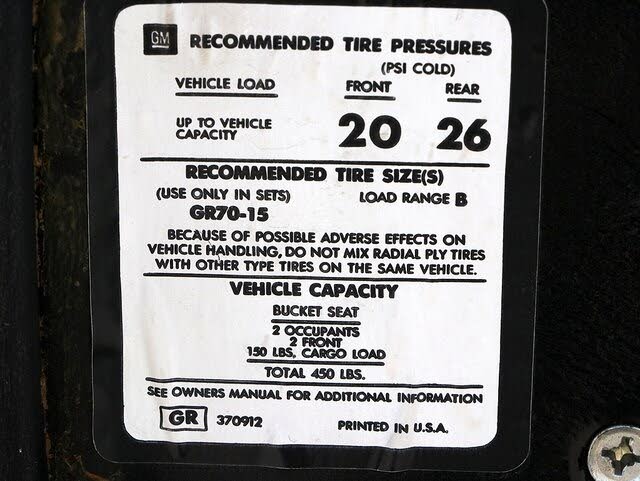 GM RECOMMENDED TIRE PRESSURES
(PSI COLD)
VEHICLE LOAD FRONT REAR
UP TO VEHICLE
CAPACITY 20 26
RECOMMENDED TIRE SIZE(S)
(USE ONLY IN SETS) LOAD RANGE B
GR70-15
BECAUSE OF POSSIBLE ADVERSE EFFECTS ON
VEHICLE HANDLING, DO NOT MIX RADIAL PLY TIRES
WITH OTHER TYPE TIRES ON THE SAME VEHICLE.
VEHICLE CAPACITY
BUCKET SEAT
2 OCCUPANTS
2 FRONT
150 LBS. CARGO LOAD
TOTAL 450 LBS.
SEE OWNERS MANUAL FOR ADDITIONAL INFORMATION
GR 370912 PRINTED IN U.S.A.